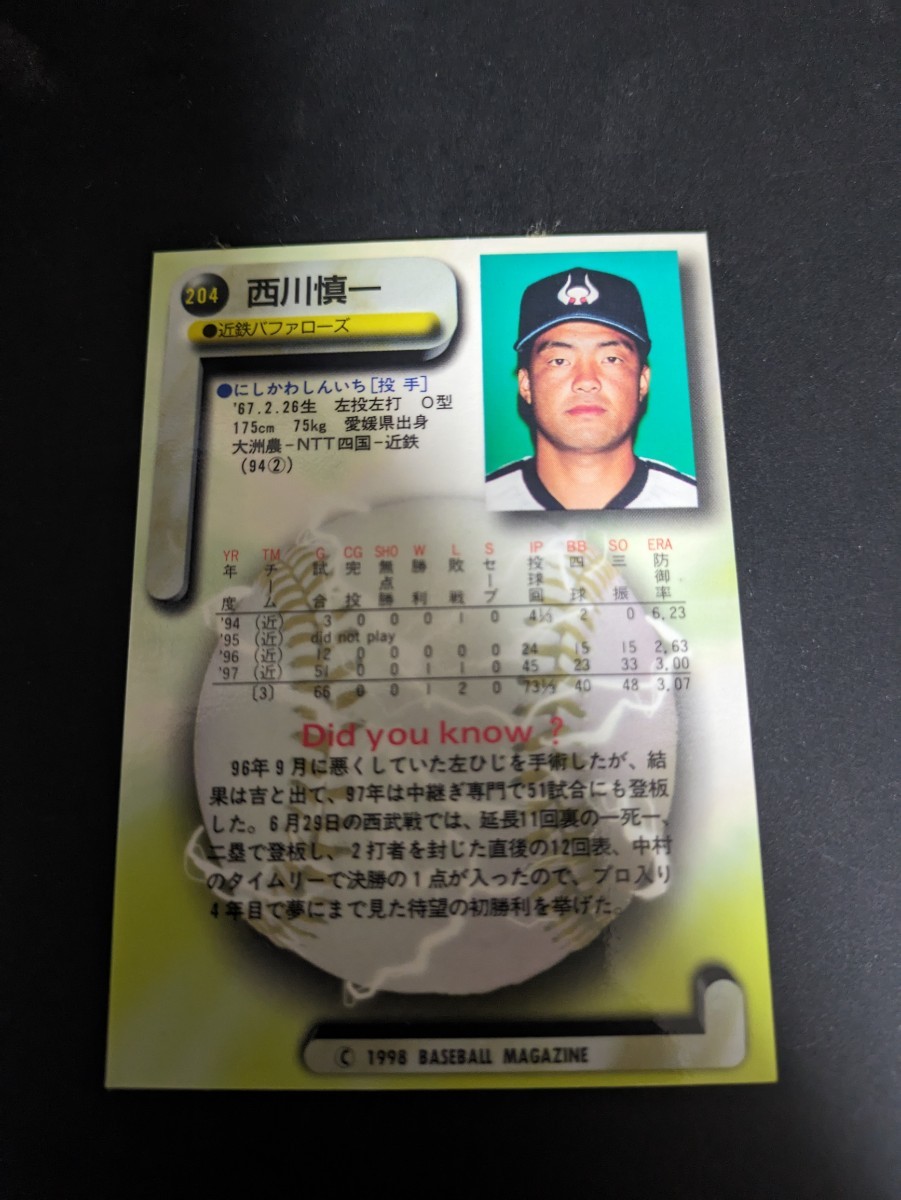 204 西川慎一
●近鉄バファローズ
●にしかわしんいち[投 手]
'67.2.26生 左投左打 O型
175cm 75kg 愛媛県出身
大洲農-NTT四国-近鉄
(94②)
YR TM G CG SHO W L S IP BB SO ERA
年度 チーム 試合 完投 無点勝 勝利 敗戦 セーブ 投球回 四球 三振 防御率
'94 (近) 3 0 0 0 1 0 4⅓ 2 0 6.23
'95 (近) did not play
'96 (近) 12 0 0 0 0 0 24 15 15 2.63
'97 (近) 51 0 0 1 1 0 45 23 33 3.00
〔3〕 66 0 0 1 2 0 73⅓ 40 48 3.07
Did you know ?
96年9月に悪くしていた左ひじを手術したが、結
果は吉と出て、97年は中継ぎ専門で51試合にも登板
した。6月29日の西武戦では、延長11回裏の一死一、
二塁で登板し、2打者を封じた直後の12回表、中村
のタイムリーで決勝の1点が入ったので、プロ入り
4年目で夢にまで見た待望の初勝利を挙げた。
© 1998 BASEBALL MAGAZINE